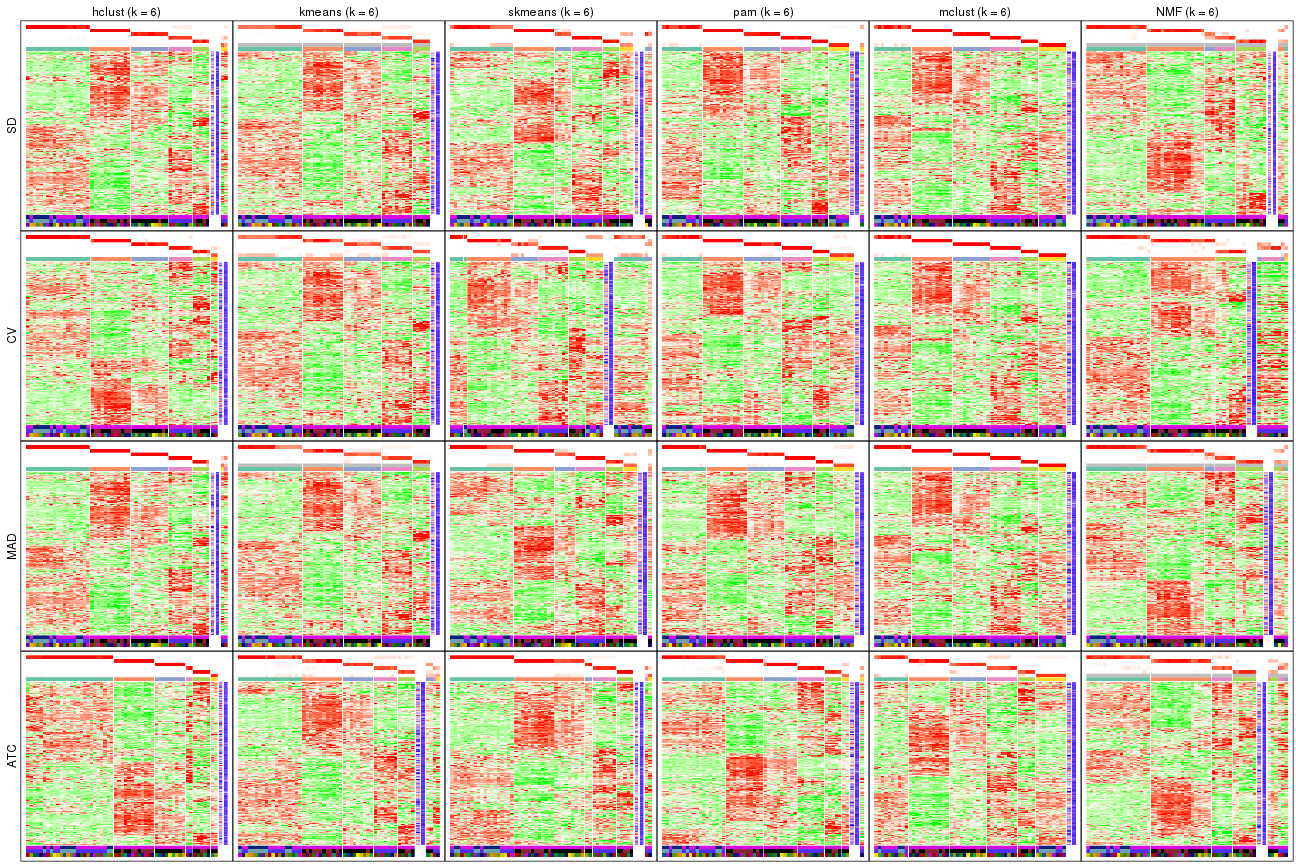 hclust (k = 6) kmeans (k = 6) skmeans (k = 6) pam (k = 6) mclust (k = 6) NMF (k = 6)
SD
CV
MAD
ATC